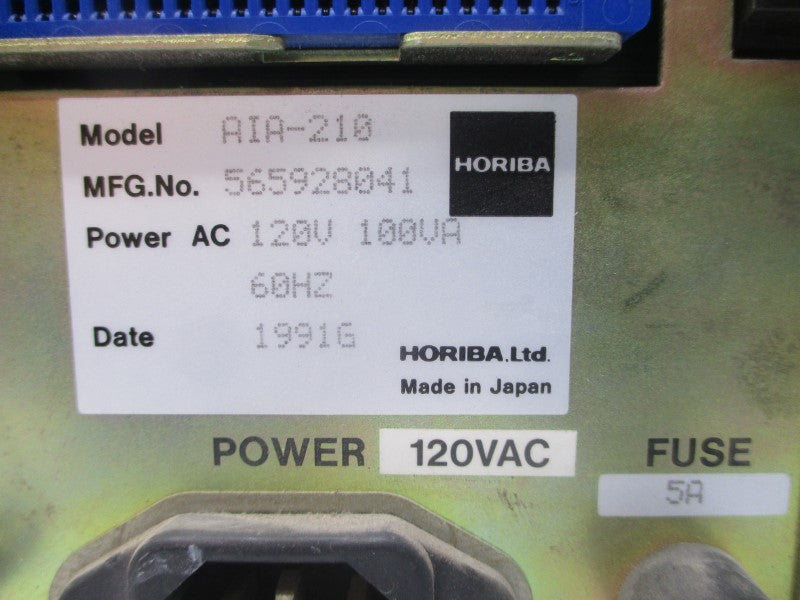 Model AIA-210
HORIBA
MFG.No. 565928041
Power AC 120V 100VA
60HZ
Date 1991G
HORIBA.Ltd.
Made in Japan
POWER 120VAC FUSE
5A